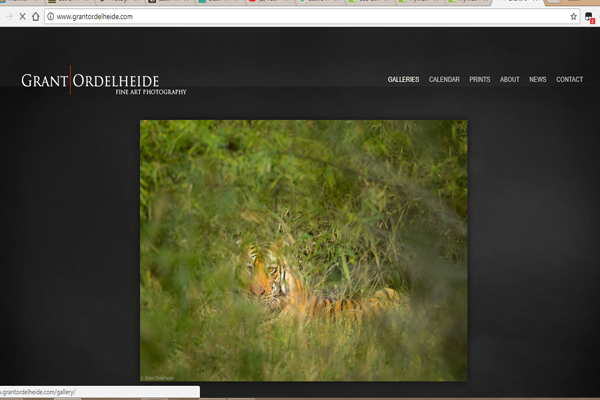 www.grantordelheide.com
2
GRANT ORDELHEIDE
FINE ART PHOTOGRAPHY
GALLERIES CALENDAR PRINTS ABOUT NEWS CONTACT
© Grant Ordelheide
.grantordelheide.com/gallery/